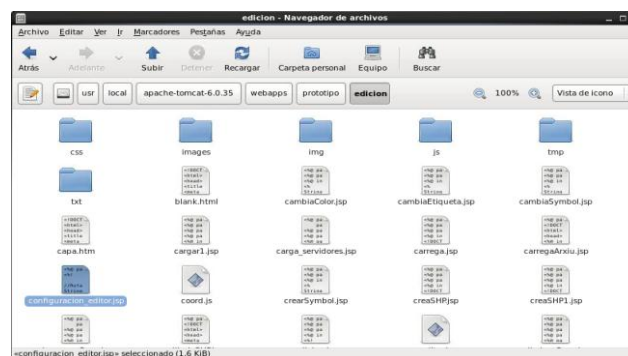 edicion - Navegador de archivos
Archivo Editar Ver Ir Marcadores Pestañas Ayuda
Atrás Adelante Subir Detener Recargar Carpeta personal Equipo Buscar
usr local apache-tomcat-6.0.35 webapps prototipo edicion 100% Vista de icono
css images img js tmp
txt blank.html cambiaColor.jsp cambiaEtiqueta.jsp cambiaSymbol.jsp
capa.htm cargar1.jsp carga_servidores.jsp carrega.jsp carregaArxiu.jsp
configuracion_editor.jsp coord.js crearSymbol.jsp creaSHP.jsp creaSHP1.jsp
«configuracion_editor.jsp» seleccionado (1.6 KiB)